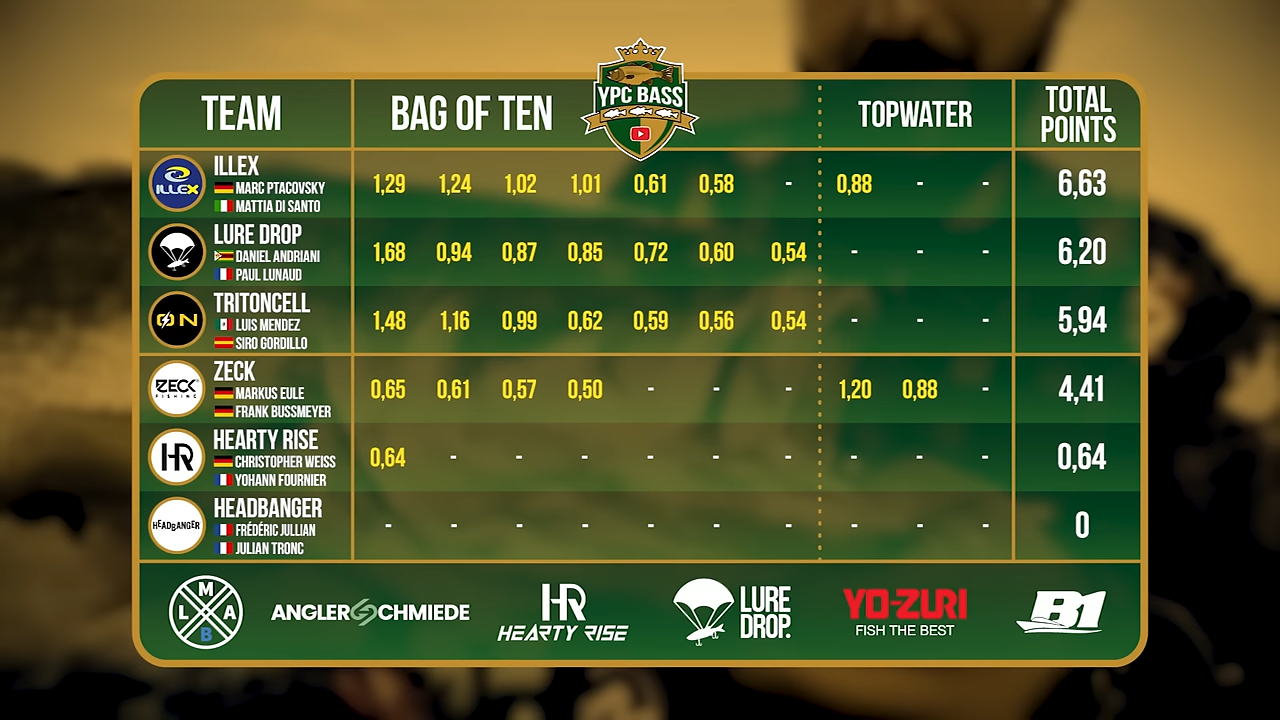 TEAM BAG OF TEN YPC BASS TOPWATER TOTAL POINTS
ILLEX
ILLEX
MARC PTACOVSKY
MATTIA DI SANTO
1,29 1,24 1,02 1,01 0,61 0,58 - 0,88 - - 6,63
LURE DROP
DANIEL ANDRIANI
PAUL LUNAUD
1,68 0,94 0,87 0,85 0,72 0,60 0,54 - - - 6,20
ON
TRITONCELL
LUIS MENDEZ
SIRO GORDILLO
1,48 1,16 0,99 0,62 0,59 0,56 0,54 - - - 5,94
ZECK
FISHING
ZECK
MARKUS EULE
FRANK BUSSMEYER
0,65 0,61 0,57 0,50 - - - 1,20 0,88 - 4,41
HR
HEARTY RISE
CHRISTOPHER WEISS
YOHANN FOURNIER
0,64 - - - - - - - - - 0,64
HEADBANGER
HEADBANGER
FRÉDÉRIC JULLIAN
JULIAN TRONC
- - - - - - - - - - 0
L M A B
ANGLERSCHMIEDE
HR
HEARTY RISE
LURE
DROP.
YO-ZURI
FISH THE BEST
B1